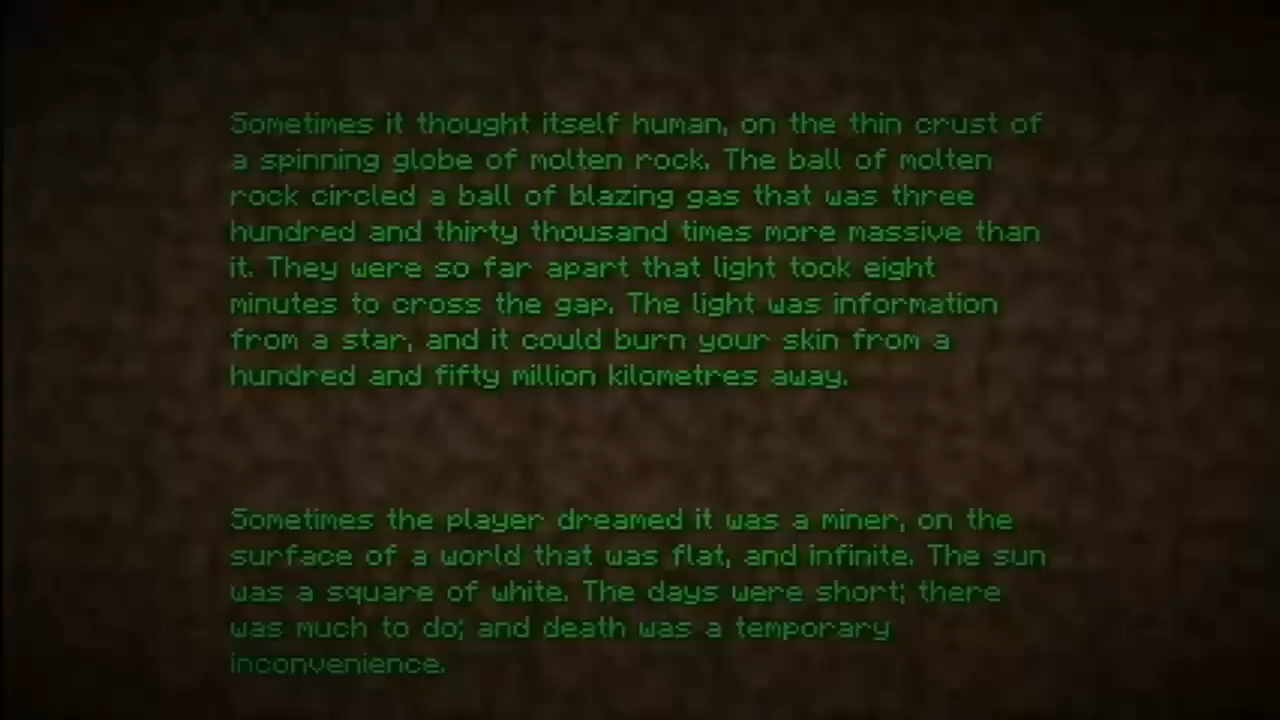 Sometimes it thought itself human, on the thin crust of
a spinning globe of molten rock. The ball of molten
rock circled a ball of blazing gas that was three
hundred and thirty thousand times more massive than
it. They were so far apart that light took eight
minutes to cross the gap. The light was information
from a star, and it could burn your skin from a
hundred and fifty million kilometres away.
Sometimes the player dreamed it was a miner, on the
surface of a world that was flat, and infinite. The sun
was a square of white. The days were short; there
was much to do; and death was a temporary
inconvenience.